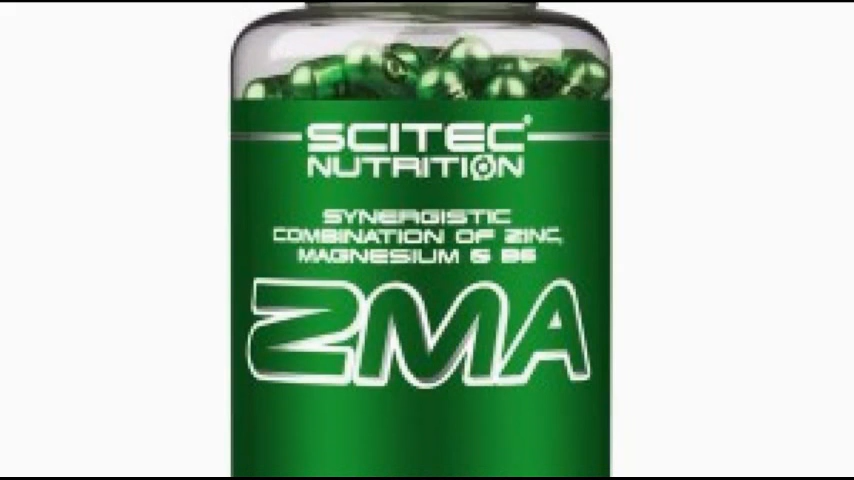 SCITEC®
NUTRITION
SYNERGISTIC
COMBINATION OF ZINC,
MAGNESIUM & B6
ZMA